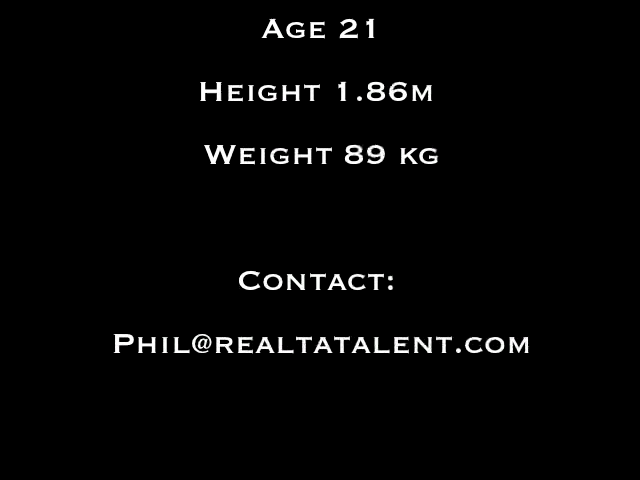 Age 21
Height 1.86m
Weight 89 kg
Contact:
Phil@realtatalent.com